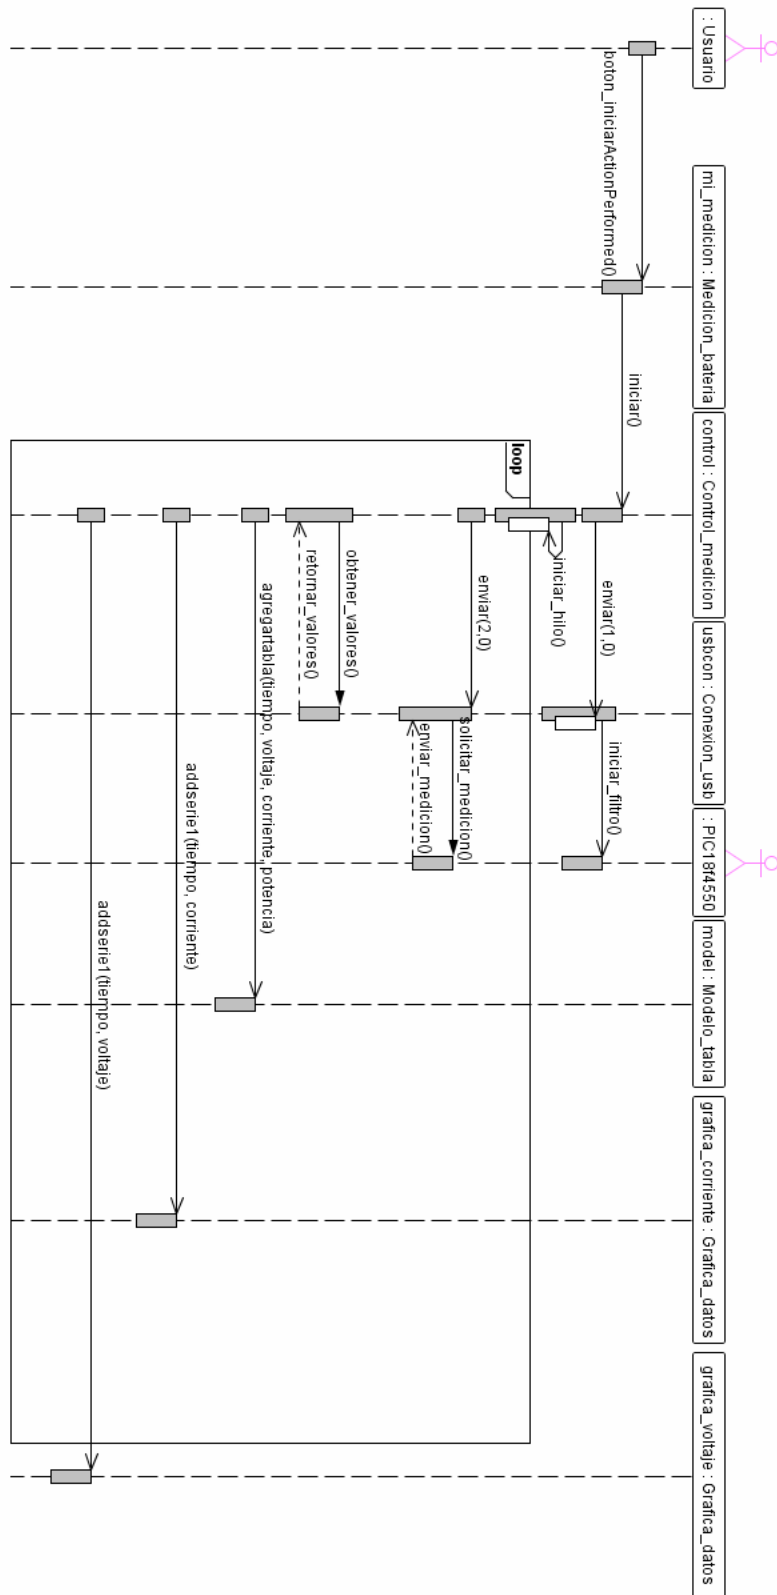 : Usuario
mi_medicion : Medicion_bateria
control : Control_medicion
usbcon : Conexion_usb
: PIC18f4550
model : Modelo_tabla
grafica_corriente : Grafica_datos
grafica_voltaje : Grafica_datos
boton_iniciarActionPerformed()
iniciar()
enviar(1,0)
iniciar_filtro()
iniciar_hilo()
loop
enviar(2,0)
solicitar_medicion()
enviar_medicion()
obtener_valores()
retornar_valores()
agregartabla(tiempo, voltaje, corriente, potencia)
addserie1(tiempo, corriente)
addserie1(tiempo, voltaje)